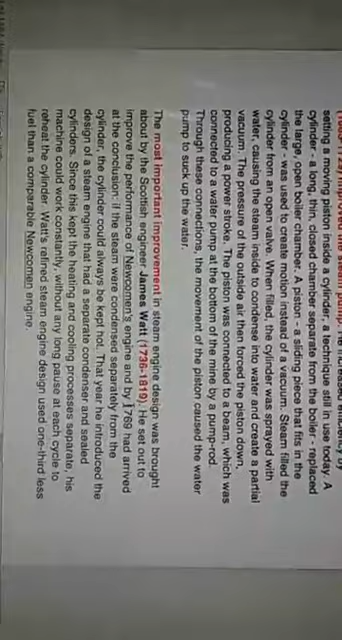 (1663-1729) improved the steam pump. He increased efficiency by
setting a moving piston inside a cylinder, a technique still in use today. A
cylinder - a long, thin, closed chamber separate from the boiler - replaced
the large, open boiler chamber. A piston - a sliding piece that fits in the
cylinder - was used to create motion instead of a vacuum. Steam filled the
cylinder from an open valve. When filled, the cylinder was sprayed with
water, causing the steam inside to condense into water and create a partial
vacuum. The pressure of the outside air then forced the piston down,
producing a power stroke. The piston was connected to a beam, which was
connected to a water pump at the bottom of the mine by a pump-rod.
Through these connections, the movement of the piston caused the water
pump to suck up the water.
The most important improvement in steam engine design was brought
about by the Scottish engineer James Watt (1736-1819). He set out to
improve the performance of Newcomen's engine and by 1769 had arrived
at the conclusion: if the steam were condensed separately from the
cylinder, the cylinder could always be kept hot. That year he introduced the
design of a steam engine that had a separate condenser and sealed
cylinders. Since this kept the heating and cooling processes separate, his
machine could work constantly, without any long pause at each cycle to
reheat the cylinder. Watt's refined steam engine design used one-third less
fuel than a comparable Newcomen engine.